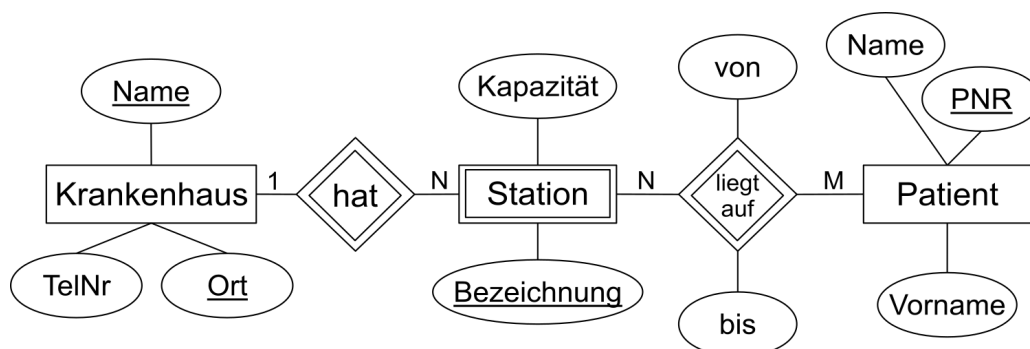 Name
Krankenhaus
TelNr
Ort
1
hat
N
Kapazität
Station
Bezeichnung
N
von
liegt
auf
bis
M
Name
PNR
Patient
Vorname